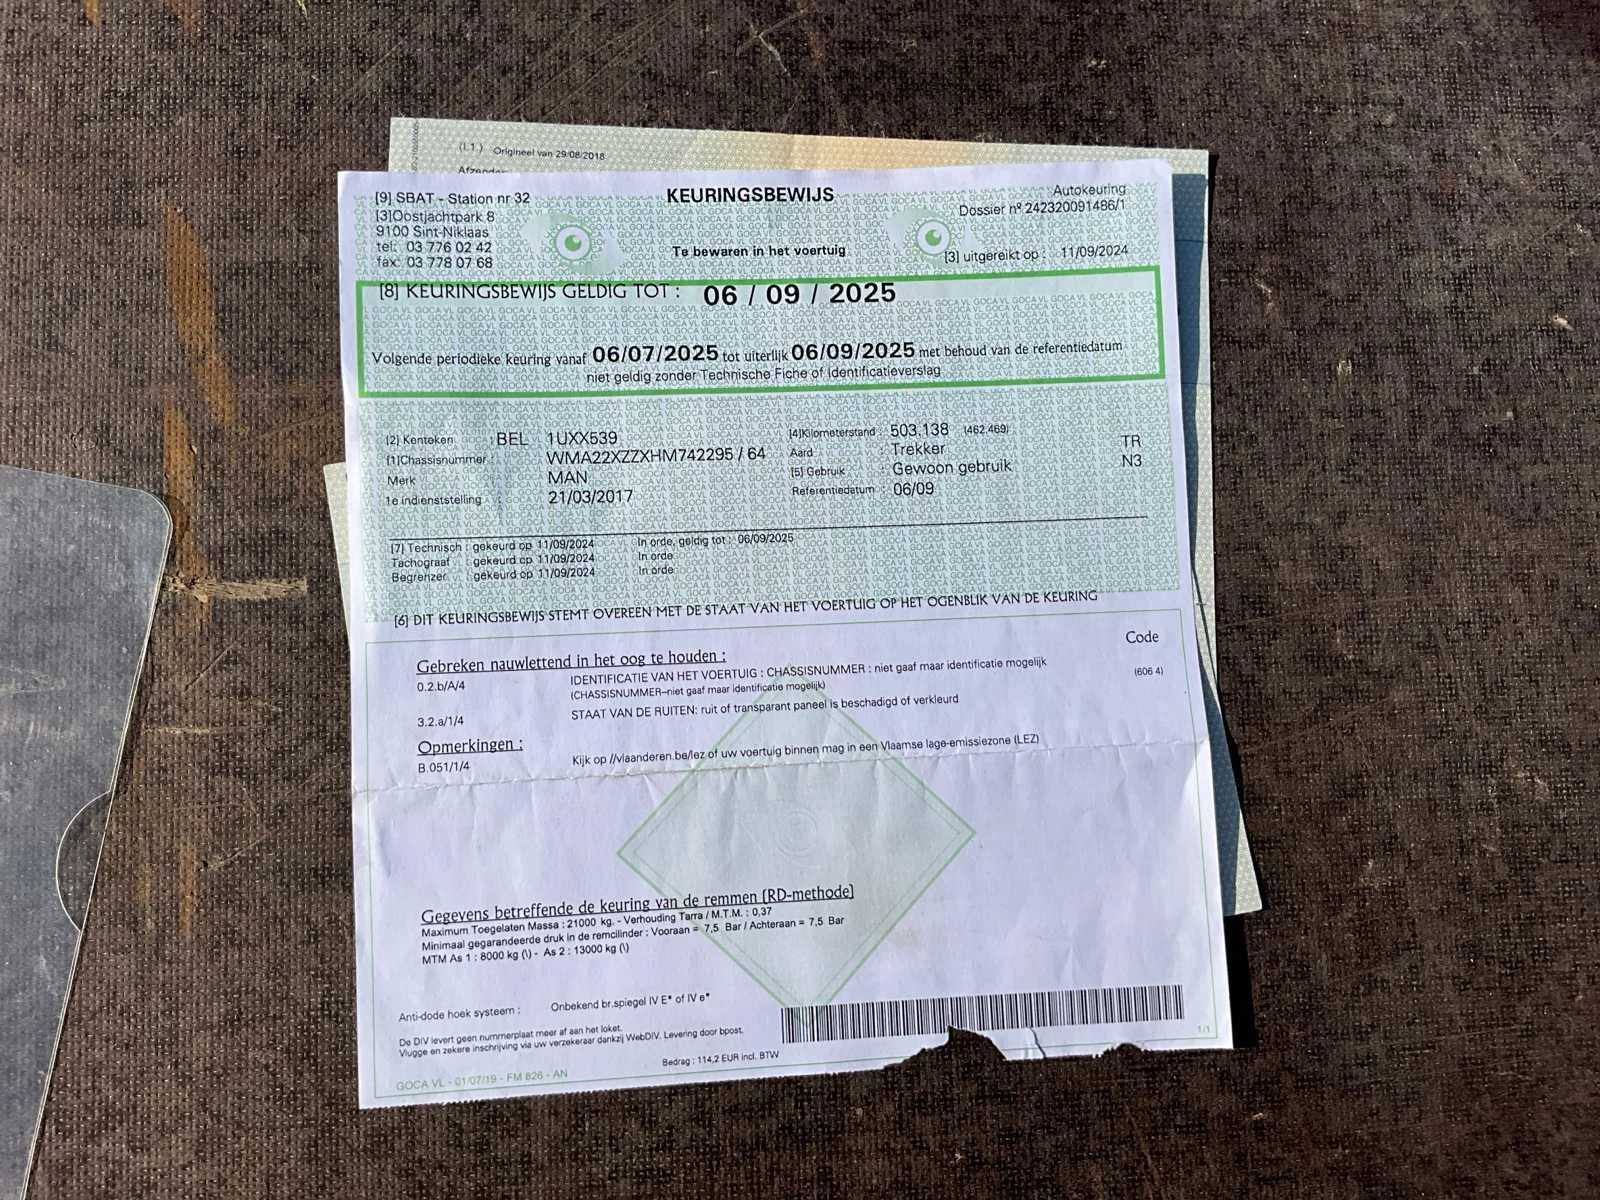 (I.1.) Origineel van 29/08/2018
Afzender
[9] SBAT - Station nr 32
[3]Oostjachtpark 8
9100 Sint-Niklaas
tel: 03 776 02 42
fax: 03 778 07 68
KEURINGSBEWIJS
Te bewaren in het voertuig
Autokeuring
Dossier nº 242320091486/1
[3] uitgereikt op : 11/09/2024
[8] KEURINGSBEWIJS GELDIG TOT : 06 / 09 / 2025
Volgende periodieke keuring vanaf 06/07/2025 tot uiterlijk 06/09/2025 met behoud van de referentiedatum
niet geldig zonder Technische Fiche of Identificatieverslag
[2] Kenteken BEL 1UXX539
[1]Chassisnummer : WMA22XZZXHM742295 / 64
Merk MAN
1e indienststelling : 21/03/2017
[4]Kilometerstand : 503.138 (462.469)
Aard : Trekker TR
[5] Gebruik : Gewoon gebruik N3
Referentiedatum : 06/09
[7] Technisch : gekeurd op 11/09/2024 In orde, geldig tot : 06/09/2025
Tachograaf gekeurd op 11/09/2024 In orde
Begrenzer : gekeurd op 11/09/2024 In orde
[6] DIT KEURINGSBEWIJS STEMT OVEREEN MET DE STAAT VAN HET VOERTUIG OP HET OGENBLIK VAN DE KEURING
Code
Gebreken nauwlettend in het oog te houden :
0.2.b/A/4 IDENTIFICATIE VAN HET VOERTUIG : CHASSISNUMMER : niet gaaf maar identificatie mogelijk (606 4)
(CHASSISNUMMER–niet gaaf maar identificatie mogelijk)
3.2.a/1/4 STAAT VAN DE RUITEN: ruit of transparant paneel is beschadigd of verkleurd
Opmerkingen :
B.051/1/4 Kijk op //vlaanderen.be/lez of uw voertuig binnen mag in een Vlaamse lage-emissiezone (LEZ)
Gegevens betreffende de keuring van de remmen (RD-methode)
Maximum Toegelaten Massa : 21000 kg. - Verhouding Tarra / M.T.M. : 0,37
Minimaal gegarandeerde druk in de remcilinder : Vooraan = 7,5 Bar / Achteraan = 7,5 Bar
MTM As 1 : 8000 kg (\) - As 2 : 13000 kg (\)
Anti-dode hoek systeem : Onbekend br.spiegel IV E* of IV e*
De DIV levert geen nummerplaat meer af aan het loket.
Vlugge en zekere inschrijving via uw verzekeraar dankzij WebDIV. Levering door bpost.
Bedrag : 114,2 EUR incl. BTW
1/1
GOCA VL - 01/07/19 - FM 826 - AN